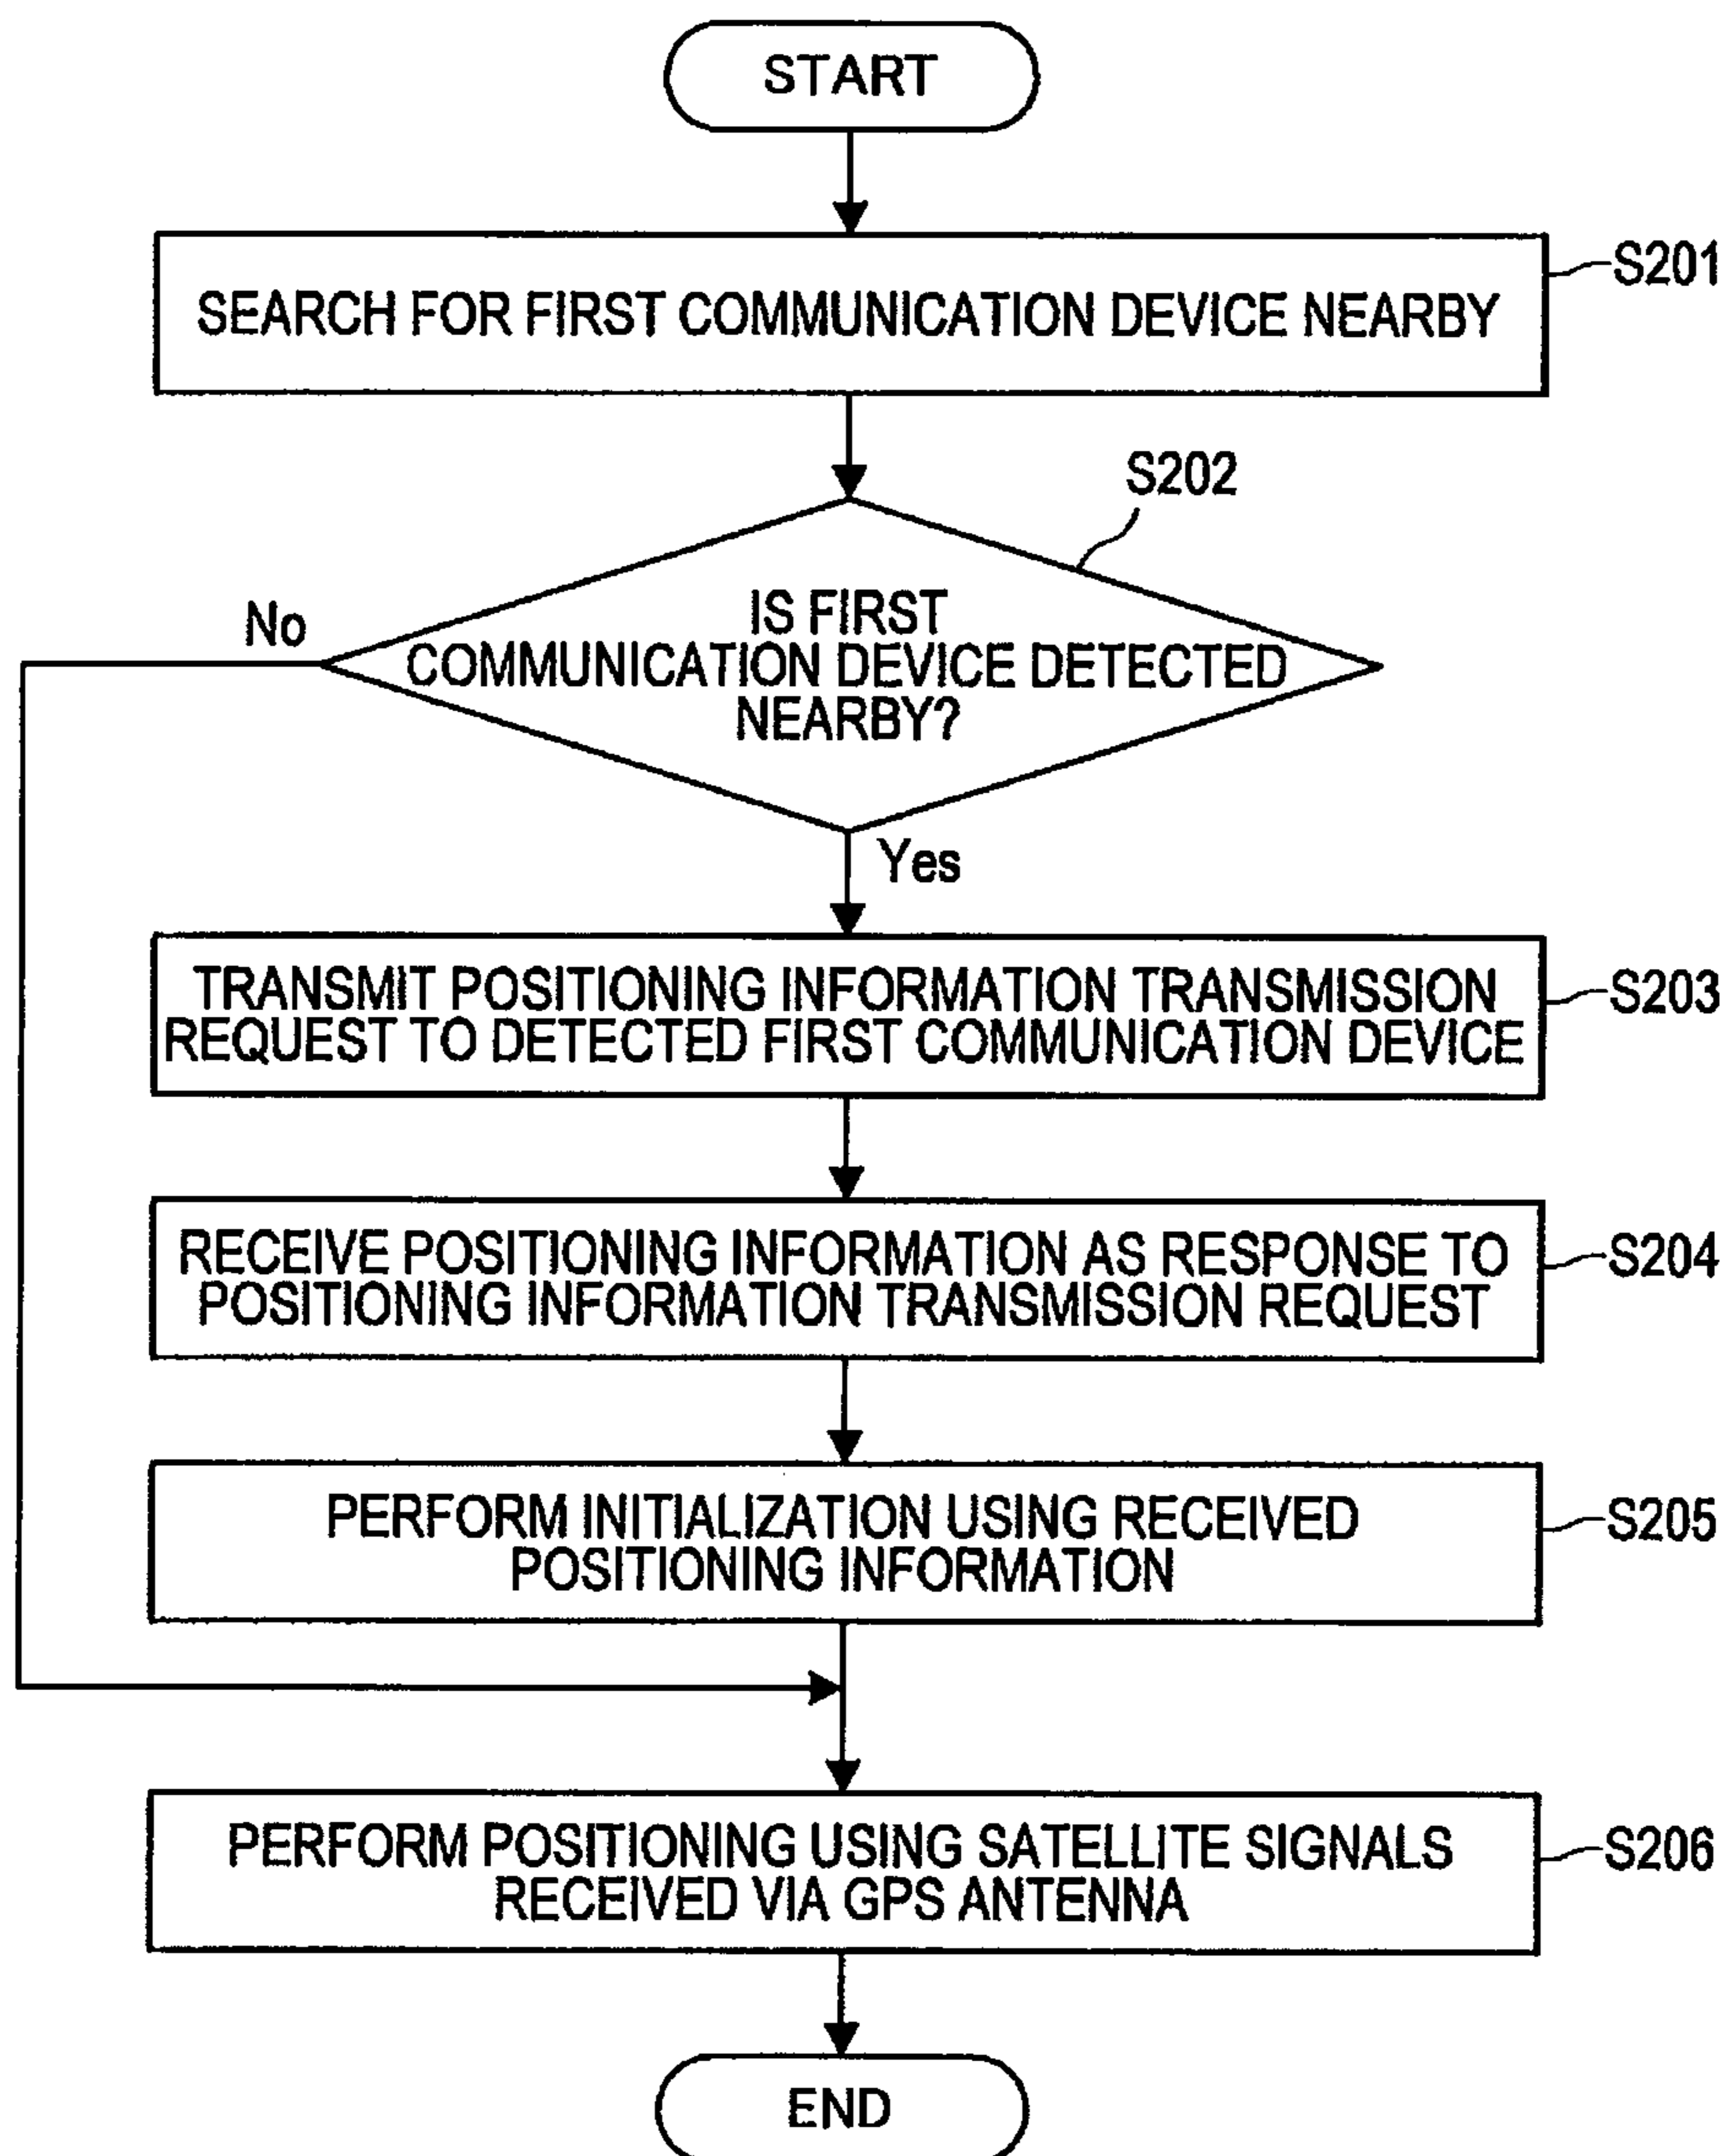 START
SEARCH FOR FIRST COMMUNICATION DEVICE NEARBY
S201
S202
IS FIRST
COMMUNICATION DEVICE DETECTED
NEARBY?
No
Yes
TRANSMIT POSITIONING INFORMATION TRANSMISSION
REQUEST TO DETECTED FIRST COMMUNICATION DEVICE
S203
RECEIVE POSITIONING INFORMATION AS RESPONSE TO
POSITIONING INFORMATION TRANSMISSION REQUEST
S204
PERFORM INITIALIZATION USING RECEIVED
POSITIONING INFORMATION
S205
PERFORM POSITIONING USING SATELLITE SIGNALS
RECEIVED VIA GPS ANTENNA
S206
END